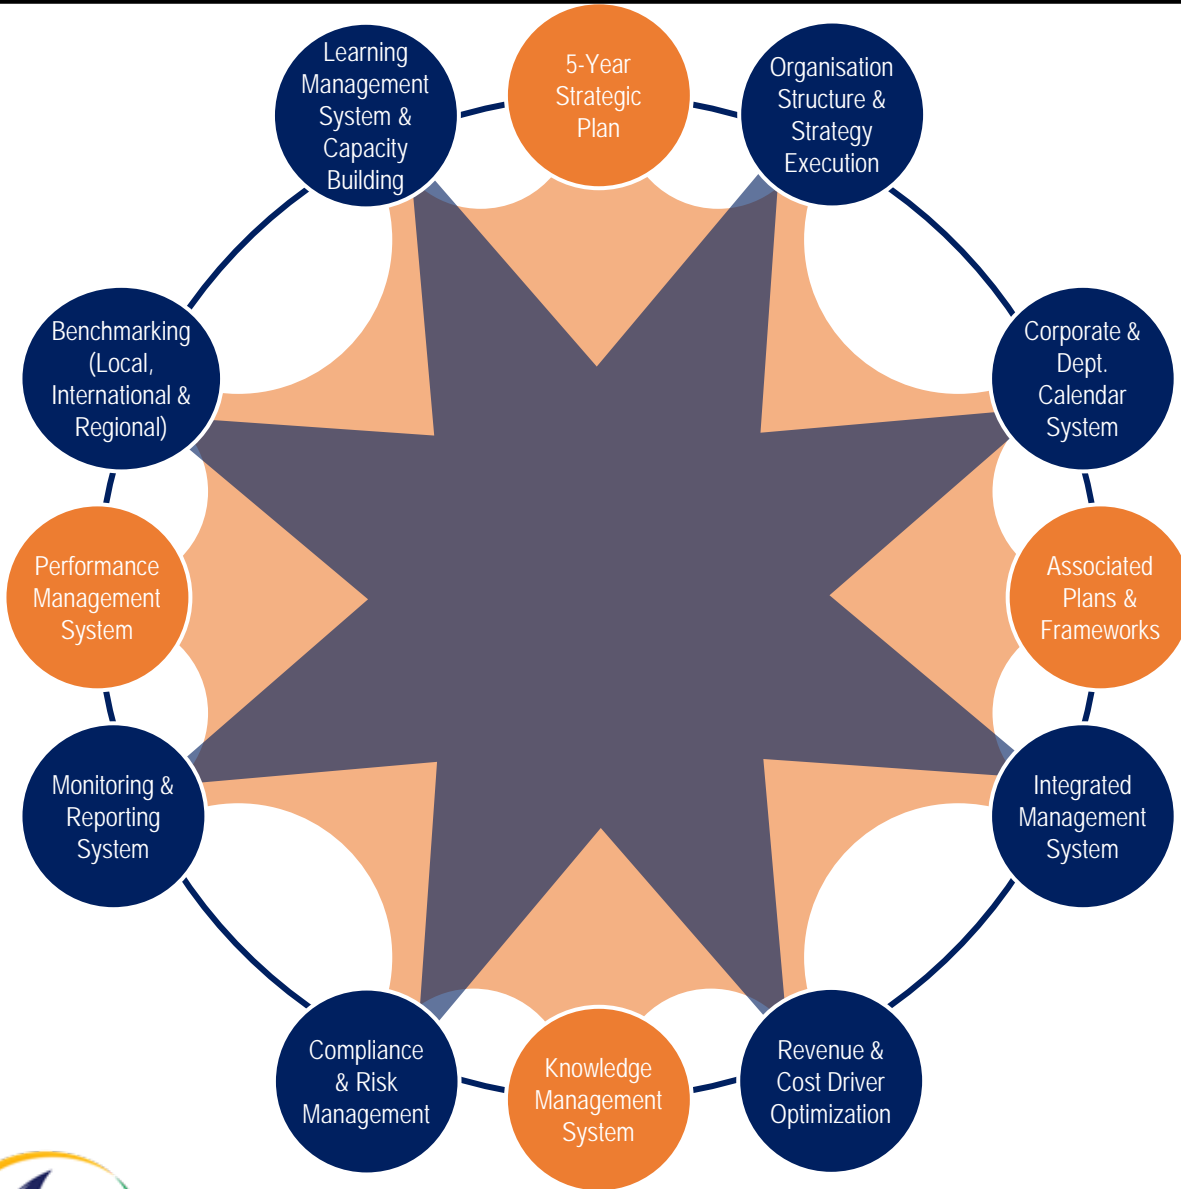 5-Year
Strategic
Plan
Organisation
Structure &
Strategy
Execution
Corporate &
Dept.
Calendar
System
Associated
Plans &
Frameworks
Integrated
Management
System
Revenue &
Cost Driver
Optimization
Knowledge
Management
System
Compliance
& Risk
Management
Monitoring &
Reporting
System
Performance
Management
System
Benchmarking
(Local,
International &
Regional)
Learning
Management
System &
Capacity
Building